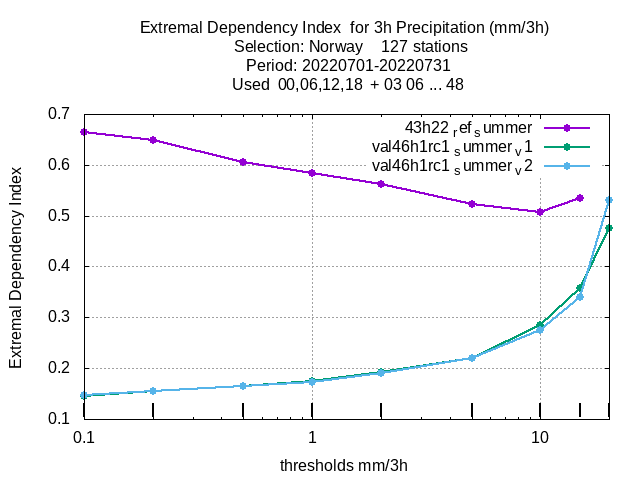 Extremal Dependency Index  for 3h Precipitation (mm/3h)
Selection: Norway    127 stations
Period: 20220701-20220731
Used  00,06,12,18  + 03 06 ... 48
43h22 ref summer
val46h1rc1 summer v1
val46h1rc1 summer v2
Extremal Dependency Index
0.7
0.6
0.5
0.4
0.3
0.2
0.1
0.1
1
10
thresholds mm/3h